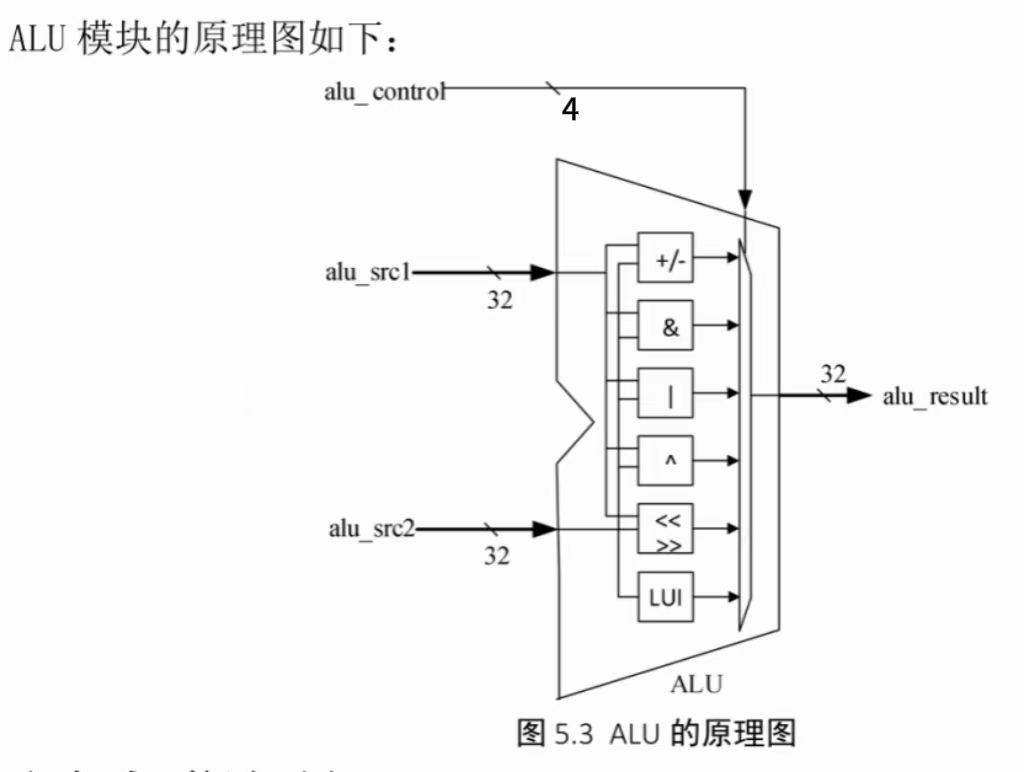 ALU 模块的原理图如下：
alu_control
4
+/-
alu_src1
32
&
|
32
alu_result
^
alu_src2
<<
>>
32
LUI
ALU
图 5.3 ALU 的原理图